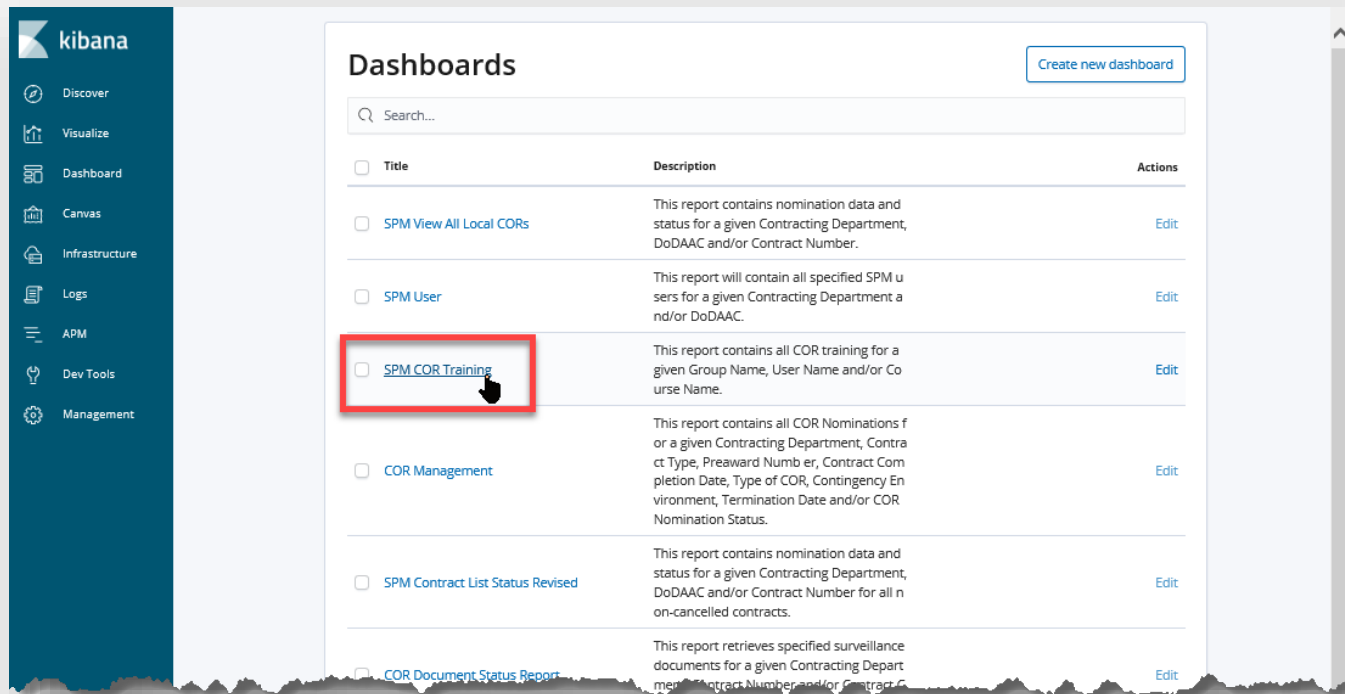 kibana
Discover
Visualize
Dashboard
Canvas
Infrastructure
Logs
APM
Dev Tools
Management
Dashboards
Create new dashboard
Search...
Title Description Actions
SPM View All Local CORs
This report contains nomination data and
status for a given Contracting Department,
DoDAAC and/or Contract Number.
Edit
SPM User
This report will contain all specified SPM u
sers for a given Contracting Department a
nd/or DoDAAC.
Edit
SPM COR Training
This report contains all COR training for a
given Group Name, User Name and/or Co
urse Name.
Edit
COR Management
This report contains all COR Nominations f
or a given Contracting Department, Contra
ct Type, Preaward Numb er, Contract Com
pletion Date, Type of COR, Contingency En
vironment, Termination Date and/or COR
Nomination Status.
Edit
SPM Contract List Status Revised
This report contains nomination data and
status for a given Contracting Department,
DoDAAC and/or Contract Number for all n
on-cancelled contracts.
Edit
COR Document Status Report
This report retrieves specified surveillance
documents for a given Contracting Depart
Number and/or Contract
Edit